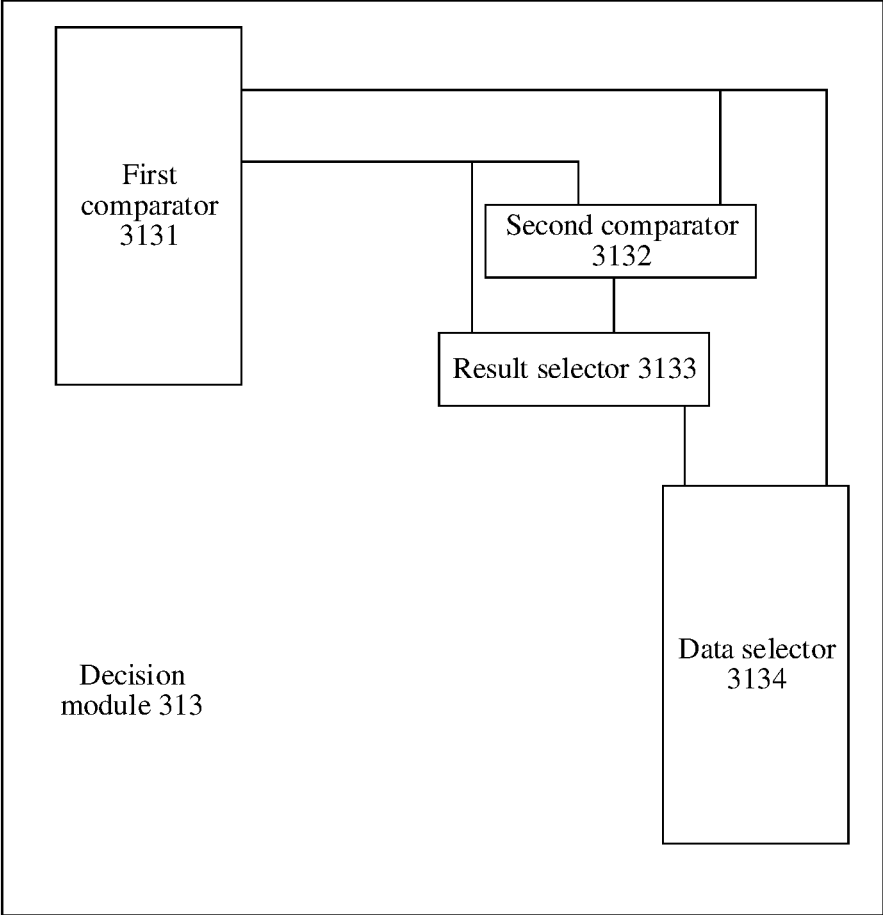 First
comparator
3131
Second comparator
3132
Result selector 3133
Data selector
3134
Decision
module 313